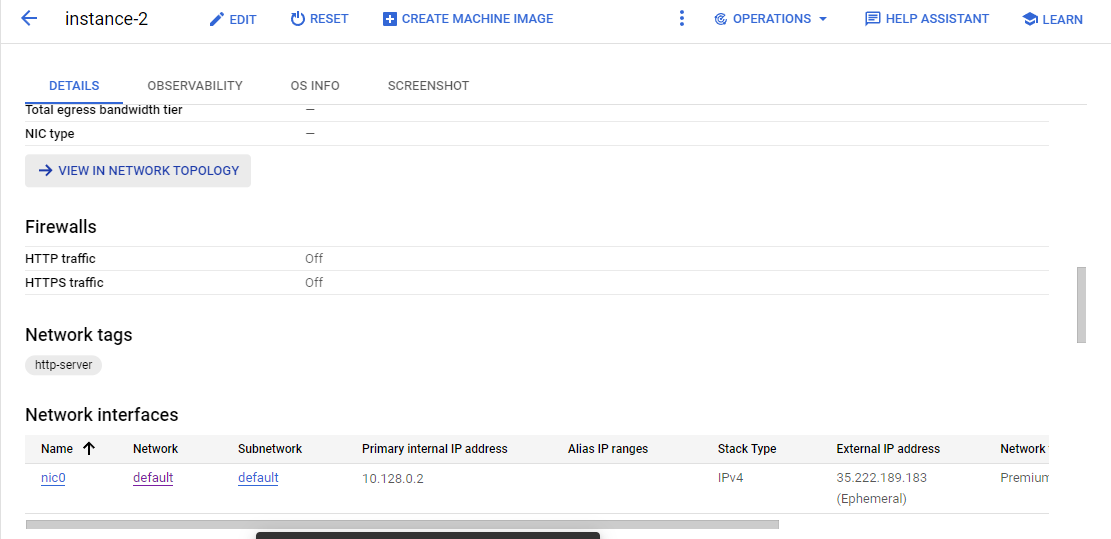 instance-2 EDIT RESET CREATE MACHINE IMAGE OPERATIONS HELP ASSISTANT LEARN
DETAILS OBSERVABILITY OS INFO SCREENSHOT
Total egress bandwidth tier —
NIC type —
VIEW IN NETWORK TOPOLOGY
Firewalls
HTTP traffic Off
HTTPS traffic Off
Network tags
http-server
Network interfaces
Name Network Subnetwork Primary internal IP address Alias IP ranges Stack Type External IP address Network
nic0 default default 10.128.0.2 IPv4 35.222.189.183 Premium
(Ephemeral)